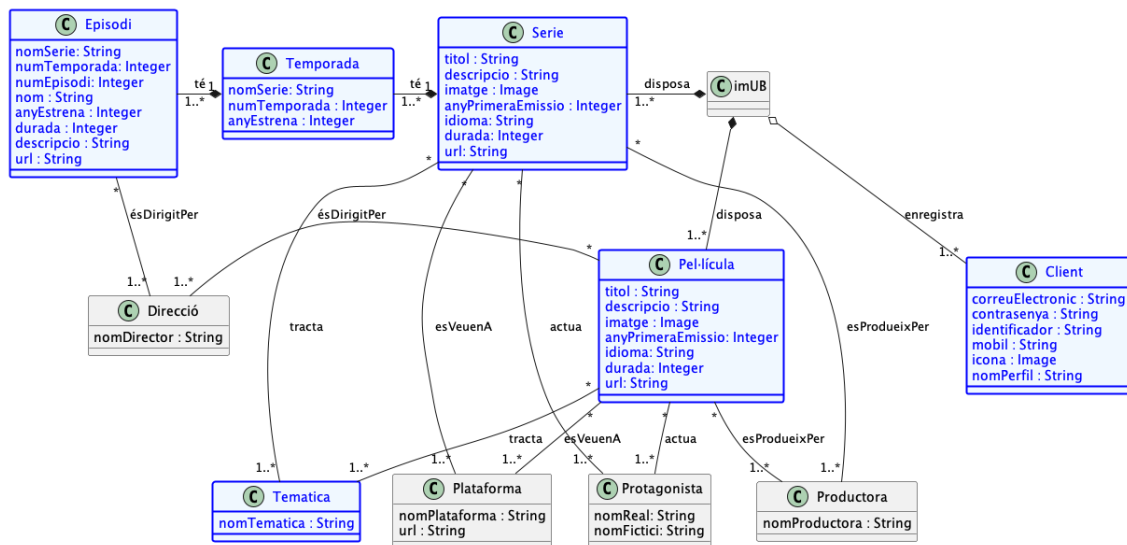 C Episodi
nomSerie: String
numTemporada: Integer
numEpisodi: Integer
nom : String
anyEstrena : Integer
durada : Integer
descripcio : String
url : String
té 1
1..*
C Temporada
nomSerie: String
numTemporada : Integer
anyEstrena : Integer
té 1
1..*
C Serie
titol : String
descripcio : String
imatge : Image
anyPrimeraEmissio : Integer
idioma: String
durada: Integer
url: String
disposa
1..*
C imUB
* * * * *
ésDirigitPer
ésDirigitPer
disposa
enregistra
1..* 1..* * 1..* 1..*
C Direcció
nomDirector : String
C Pel·lícula
titol : String
descripcio : String
imatge : Image
anyPrimeraEmissio: Integer
idioma: String
durada: Integer
url: String
C Client
correuElectronic : String
contrasenya : String
identificador : String
mobil : String
icona : Image
nomPerfil : String
tracta
esVeuenA
actua
esProdueixPer
* * * *
tracta
esVeuenA
actua
esProdueixPer
1..* 1..* 1..* 1..* 1..* 1..* 1..* 1..*
C Tematica
nomTematica : String
C Plataforma
nomPlataforma : String
url : String
C Protagonista
nomReal: String
nomFictici: String
C Productora
nomProductora : String